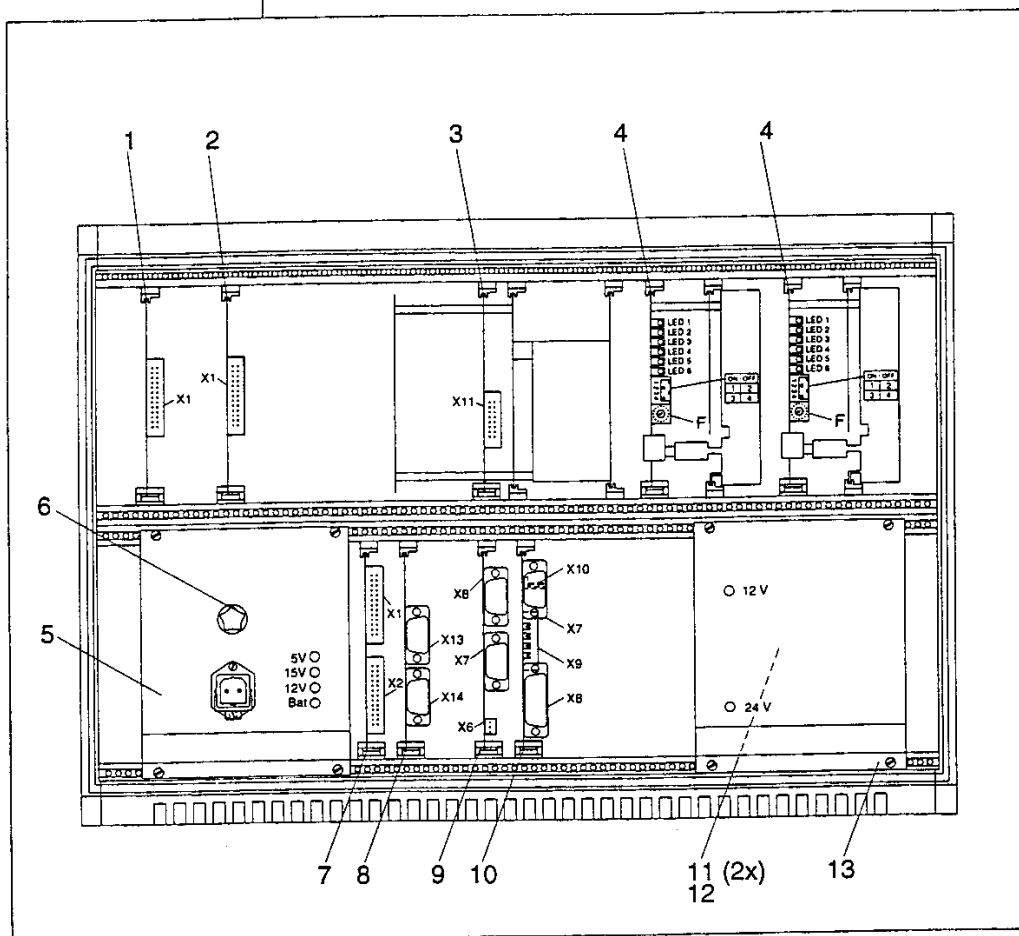 1
2
3
4
4
LED 1
LED 2
LED 3
LED 4
LED 5
LED 6
LED 1
LED 2
LED 3
LED 4
LED 5
LED 6
X1
X1
X11
ON - OFF
1 2
3 4
F
ON - OFF
1 2
3 4
F
6
5
5V
15V
12V
Bat
X1
X2
X13
X14
X8
X7
X6
X10
X7
X9
X8
12 V
24 V
7
8
9
10
11 (2x)
12
13